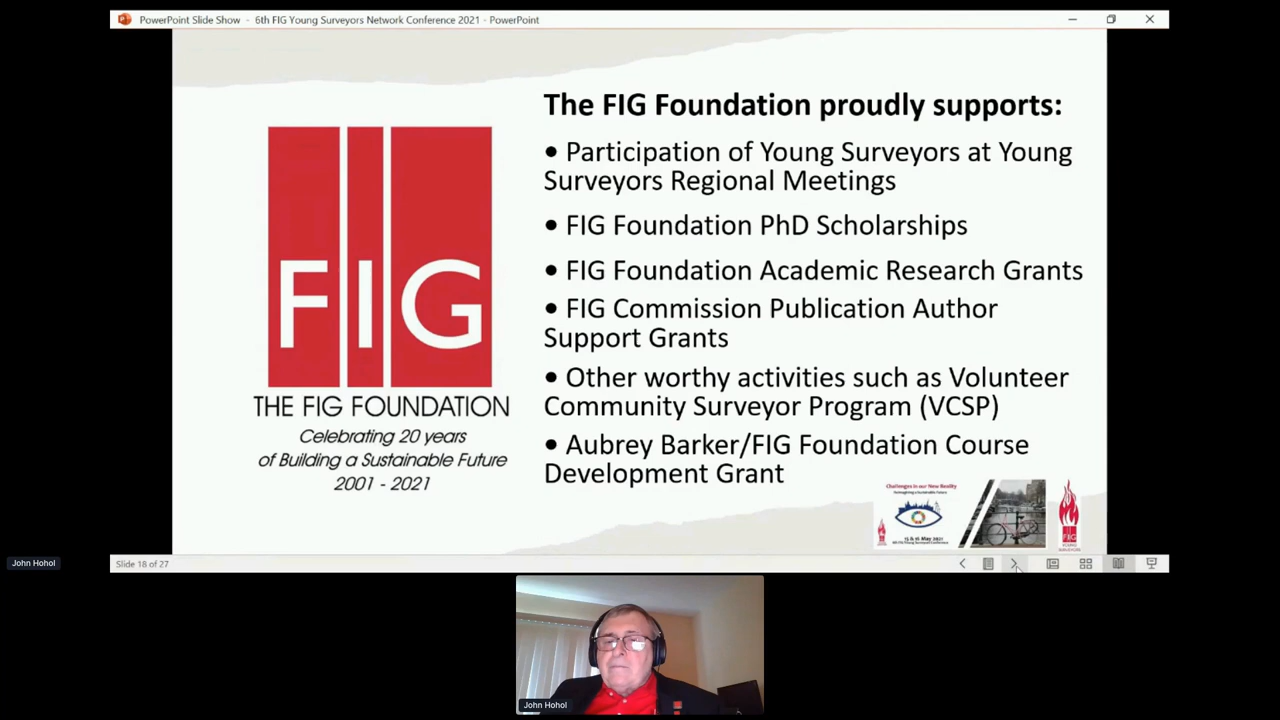 PowerPoint Slide Show - 6th FIG Young Surveyors Network Conference 2021 - PowerPoint
The FIG Foundation proudly supports:
• Participation of Young Surveyors at Young
Surveyors Regional Meetings
• FIG Foundation PhD Scholarships
• FIG Foundation Academic Research Grants
• FIG Commission Publication Author
Support Grants
• Other worthy activities such as Volunteer
Community Surveyor Program (VCSP)
• Aubrey Barker/FIG Foundation Course
Development Grant
FIG
THE FIG FOUNDATION
Celebrating 20 years
of Building a Sustainable Future
2001 - 2021
Challenges in our New Reality
FIG
YOUNG
SURVEYORS
Slide 18 of 27
John Hohol
John Hohol